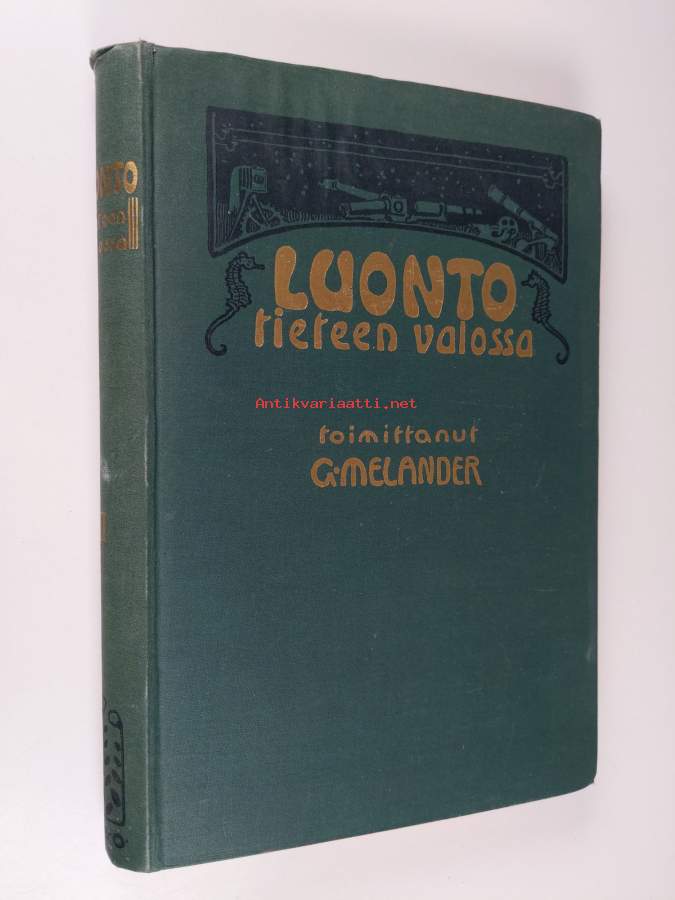 LUONTO
tieteen valossa
Antikvariaatti.net
toimittanut
G. MELANDER